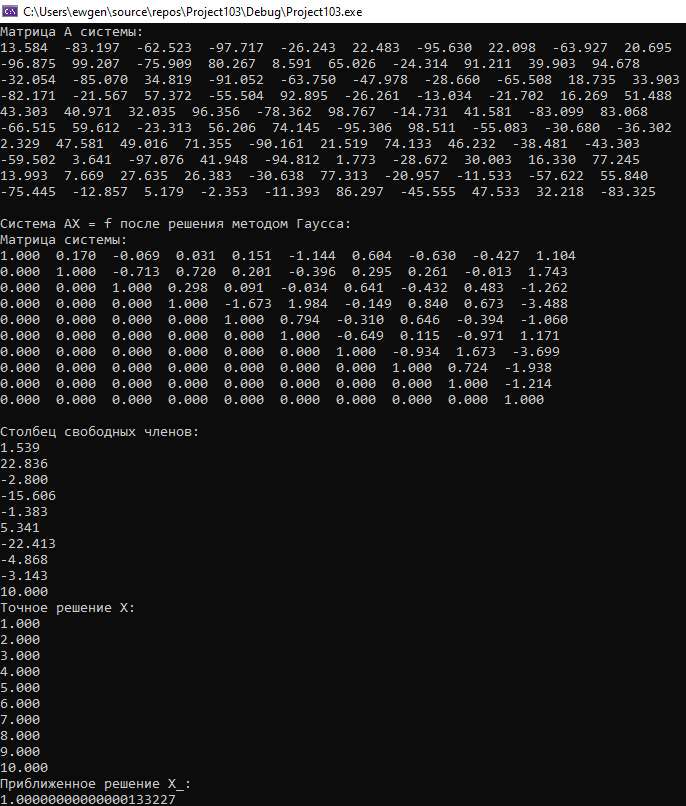 C:\Users\ewgen\source\repos\Project103\Debug\Project103.exe
Матрица A системы:
13.584  -83.197  -62.523  -97.717  -26.243  22.483  -95.630  22.098  -63.927  20.695
-96.875  99.207  -75.909  80.267  8.591  65.026  -24.314  91.211  39.903  94.678
-32.054  -85.070  34.819  -91.052  -63.750  -47.978  -28.660  -65.508  18.735  33.903
-82.171  -21.567  57.372  -55.504  92.895  -26.261  -13.034  -21.702  16.269  51.488
43.303  40.971  32.035  96.356  -78.362  98.767  -14.731  41.581  -83.099  83.068
-66.515  59.612  -23.313  56.206  74.145  -95.306  98.511  -55.083  -30.680  -36.302
2.329  47.581  49.016  71.355  -90.161  21.519  74.133  46.232  -38.481  -43.303
-59.502  3.641  -97.076  41.948  -94.812  1.773  -28.672  30.003  16.330  77.245
13.993  7.669  27.635  26.383  -30.638  77.313  -20.957  -11.533  -57.622  55.840
-75.445  -12.857  5.179  -2.353  -11.393  86.297  -45.555  47.533  32.218  -83.325
Система AX = f после решения методом Гаусса:
Матрица системы:
1.000  0.170  -0.069  0.031  0.151  -1.144  0.604  -0.630  -0.427  1.104
0.000  1.000  -0.713  0.720  0.201  -0.396  0.295  0.261  -0.013  1.743
0.000  0.000  1.000  0.298  0.091  -0.034  0.641  -0.432  0.483  -1.262
0.000  0.000  0.000  1.000  -1.673  1.984  -0.149  0.840  0.673  -3.488
0.000  0.000  0.000  0.000  1.000  0.794  -0.310  0.646  -0.394  -1.060
0.000  0.000  0.000  0.000  0.000  1.000  -0.649  0.115  -0.971  1.171
0.000  0.000  0.000  0.000  0.000  0.000  1.000  -0.934  1.673  -3.699
0.000  0.000  0.000  0.000  0.000  0.000  0.000  1.000  0.724  -1.938
0.000  0.000  0.000  0.000  0.000  0.000  0.000  0.000  1.000  -1.214
0.000  0.000  0.000  0.000  0.000  0.000  0.000  0.000  0.000  1.000
Столбец свободных членов:
1.539
22.836
-2.800
-15.606
-1.383
5.341
-22.413
-4.868
-3.143
10.000
Точное решение X:
1.000
2.000
3.000
4.000
5.000
6.000
7.000
8.000
9.000
10.000
Приближенное решение X_:
1.00000000000000133227